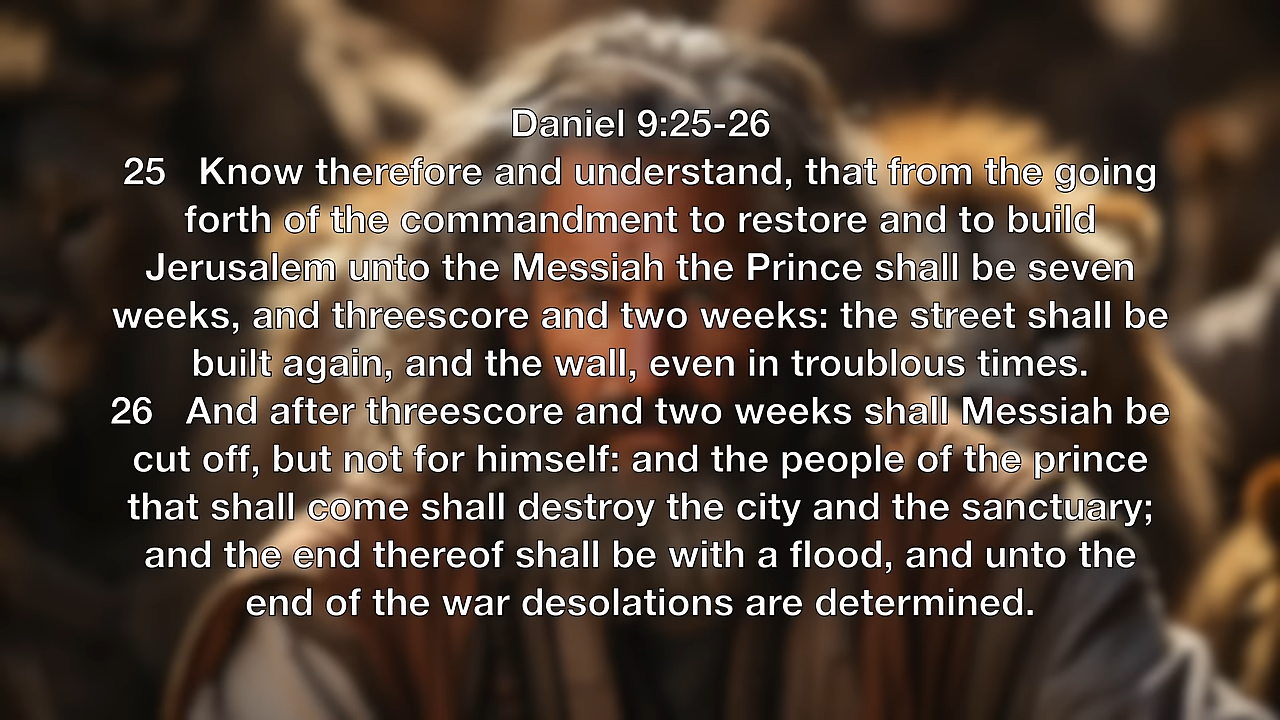 Daniel 9:25-26
25 Know therefore and understand, that from the going
forth of the commandment to restore and to build
Jerusalem unto the Messiah the Prince shall be seven
weeks, and threescore and two weeks: the street shall be
built again, and the wall, even in troublous times.
26 And after threescore and two weeks shall Messiah be
cut off, but not for himself: and the people of the prince
that shall come shall destroy the city and the sanctuary;
and the end thereof shall be with a flood, and unto the
end of the war desolations are determined.